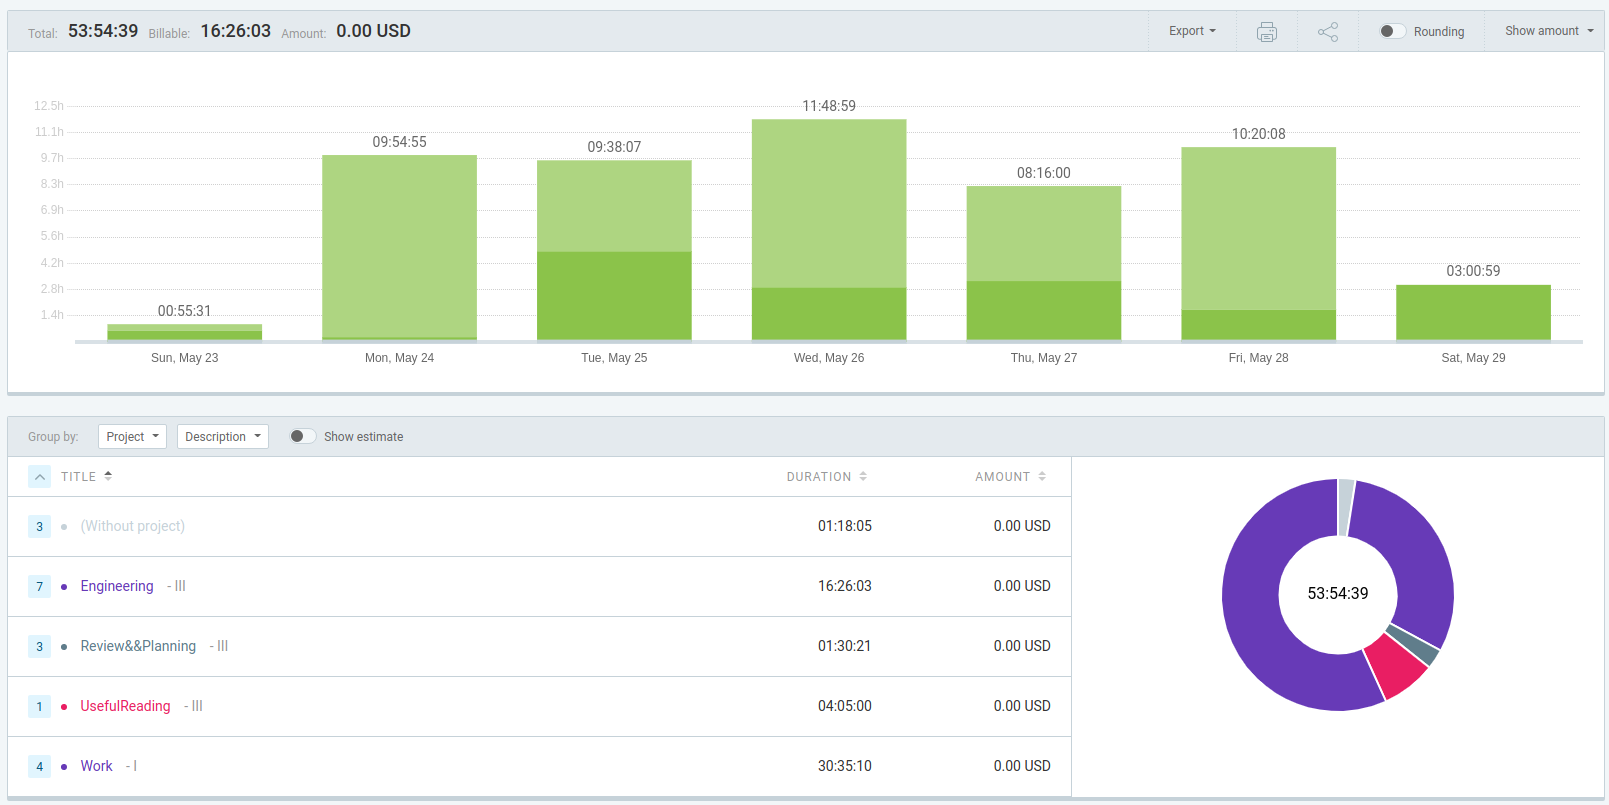 Total: 53:54:39 Billable: 16:26:03 Amount: 0.00 USD Export Rounding Show amount
12.5h
11.1h
9.7h
8.3h
6.9h
5.6h
4.2h
2.8h
1.4h
00:55:31 09:54:55 09:38:07 11:48:59 08:16:00 10:20:08 03:00:59
Sun, May 23 Mon, May 24 Tue, May 25 Wed, May 26 Thu, May 27 Fri, May 28 Sat, May 29
Group by: Project Description Show estimate
TITLE DURATION AMOUNT
3 (Without project) 01:18:05 0.00 USD
7 Engineering - III 16:26:03 0.00 USD
3 Review&&Planning - III 01:30:21 0.00 USD
1 UsefulReading - III 04:05:00 0.00 USD
4 Work - I 30:35:10 0.00 USD
53:54:39